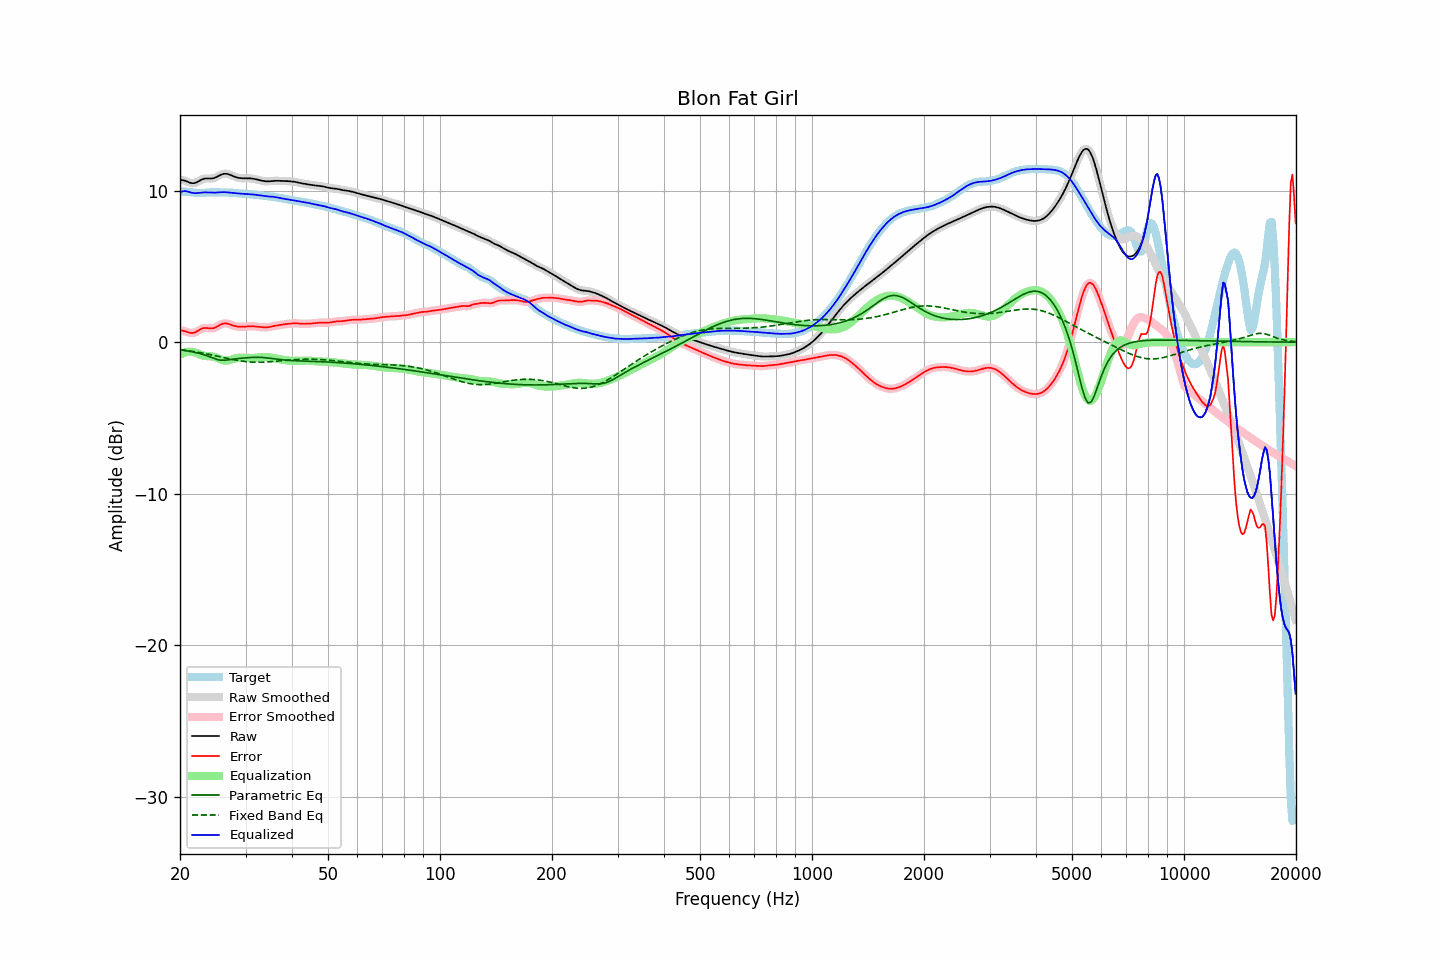 Blon Fat Girl
Amplitude (dBr)
10
0
−10
−20
−30
Target
Raw Smoothed
Error Smoothed
Raw
Error
Equalization
Parametric Eq
Fixed Band Eq
Equalized
20 50 100 200 500 1000 2000 5000 10000 20000
Frequency (Hz)